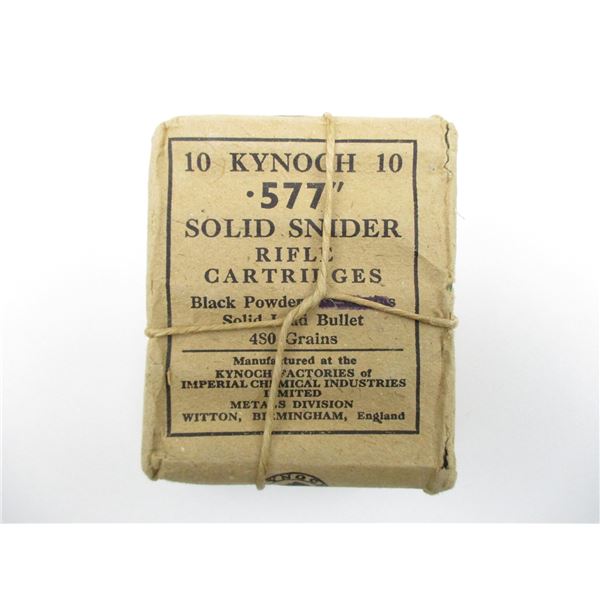 10 KYNOCH 10
·577″
SOLID SNIDER
RIFLE
CARTRIDGES
Black Powder
Solid Lead Bullet
480 Grains
Manufactured at the
KYNOCH FACTORIES of
IMPERIAL CHEMICAL INDUSTRIES
LIMITED
METALS DIVISION
WITTON, BIRMINGHAM, England